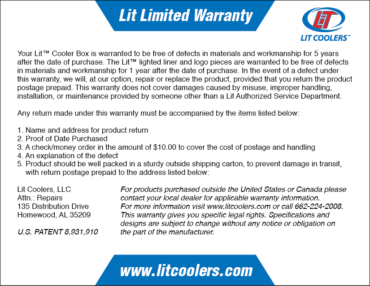 Lit Limited Warranty
LIT
LIT COOLERS™
Your Lit™ Cooler Box is warranted to be free of defects in materials and workmanship for 5 years
after the date of purchase. The Lit™ lighted liner and logo pieces are warranted to be free of defects
in materials and workmanship for 1 year after the date of purchase. In the event of a defect under
this warranty, we will, at our option, repair or replace the product, provided that you return the product
postage prepaid. This warranty does not cover damages caused by misuse, improper handling,
installation, or maintenance provided by someone other than a Lit Authorized Service Department.
Any return made under this warranty must be accompanied by the items listed below:
1. Name and address for product return
2. Proof of Date Purchased
3. A check/money order in the amount of $10.00 to cover the cost of postage and handling
4. An explanation of the defect
5. Product should be well packed in a sturdy outside shipping carton, to prevent damage in transit,
with return postage prepaid to the address listed below:
Lit Coolers, LLC
Attn.: Repairs
135 Distribution Drive
Homewood, AL 35209
U.S. PATENT 8,931,910
For products purchased outside the United States or Canada please
contact your local dealer for applicable warranty information.
For more information visit www.litcoolers.com or call 662-224-2008.
This warranty gives you specific legal rights. Specifications and
designs are subject to change without any notice or obligation on
the part of the manufacturer.
www.litcoolers.com